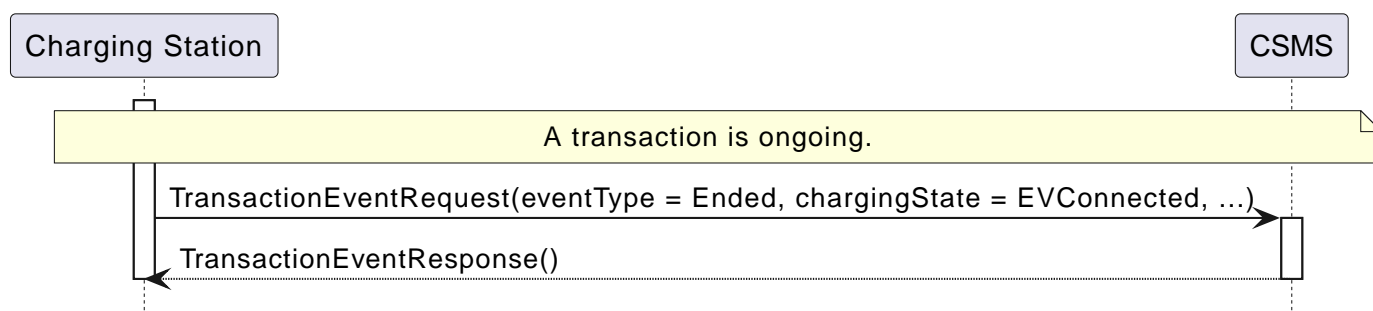 Charging Station
CSMS
A transaction is ongoing.
TransactionEventRequest(eventType = Ended, chargingState = EVConnected, ...)
TransactionEventResponse()